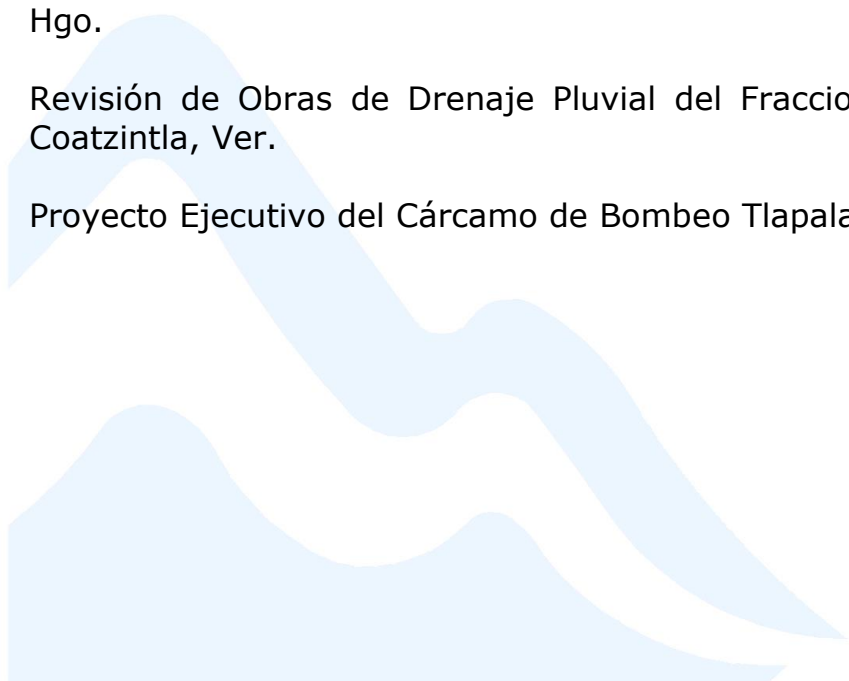 Hgo.
Revisión de Obras de Drenaje Pluvial del Fraccio
Coatzintla, Ver.
Proyecto Ejecutivo del Cárcamo de Bombeo Tlapala